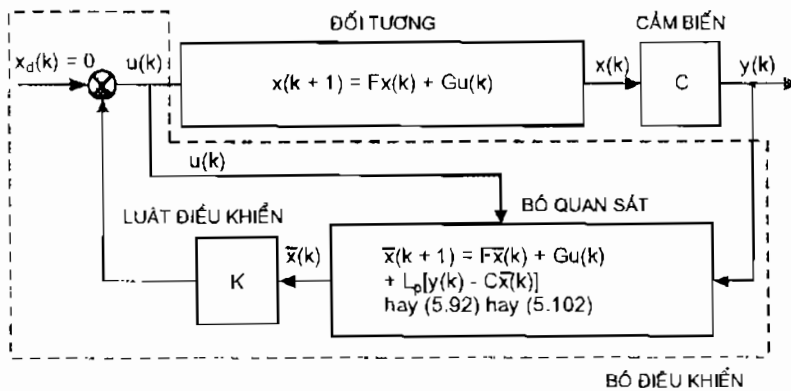 ĐỐI TƯƠNG
CẢM BIẾN
x_d(k) = 0
u(k)
x(k + 1) = Fx(k) + Gu(k)
x(k)
C
y(k)
u(k)
LUẬT ĐIỀU KHIỂN
BỘ QUAN SÁT
x̄(k)
K
x̄(k + 1) = Fx̄(k) + Gu(k)
+ L_p[y(k) - Cx̄(k)]
hay (5.92) hay (5.102)
BỘ ĐIỀU KHIỂN